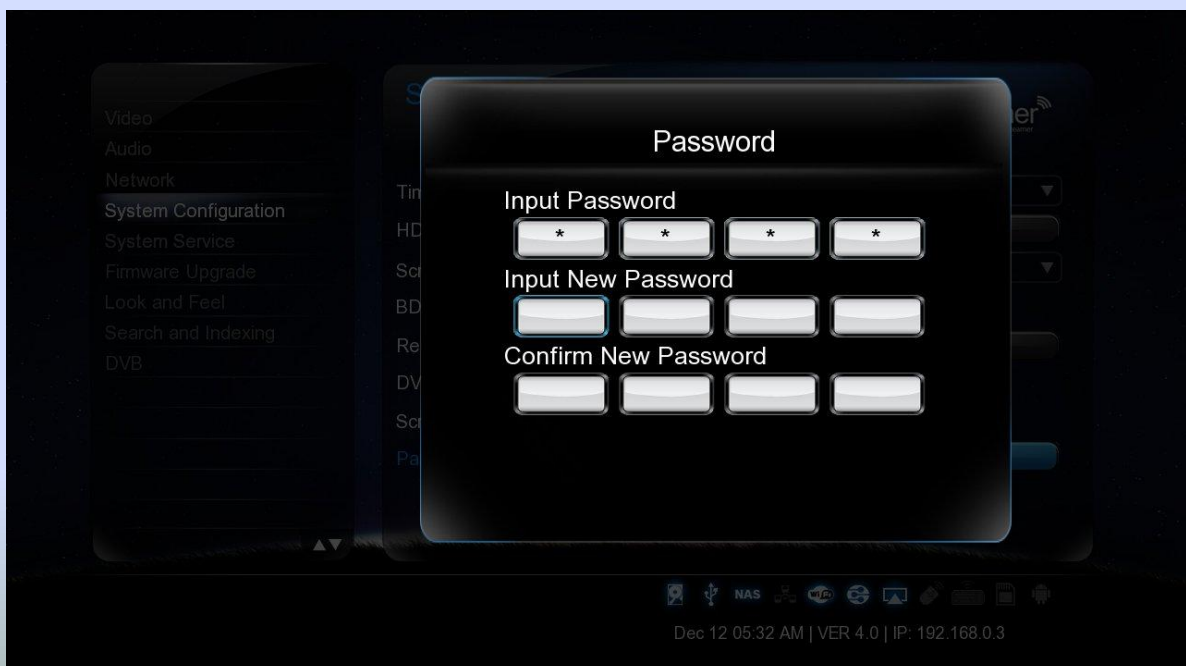 Video
Audio
Network
System Configuration
System Service
Firmware Upgrade
Look and Feel
Search and Indexing
DVB
Password
Input Password
* * * *
Input New Password
Confirm New Password
NAS
WiFi
Dec 12 05:32 AM | VER 4.0 | IP: 192.168.0.3